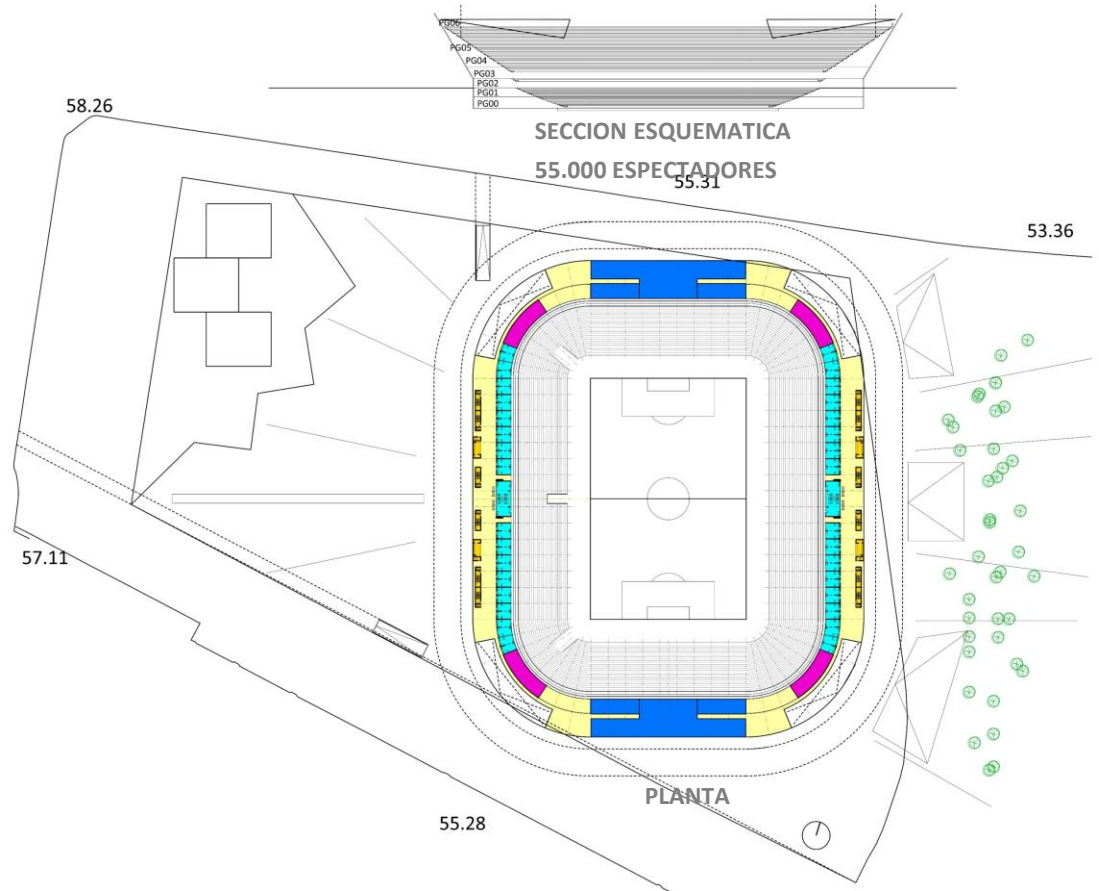 PG06
PG05
PG04
PG03
PG02
PG01
PG00
SECCION ESQUEMATICA
55.000 ESPECTADORES
58.26
55.31
53.36
57.11
PLANTA
55.28